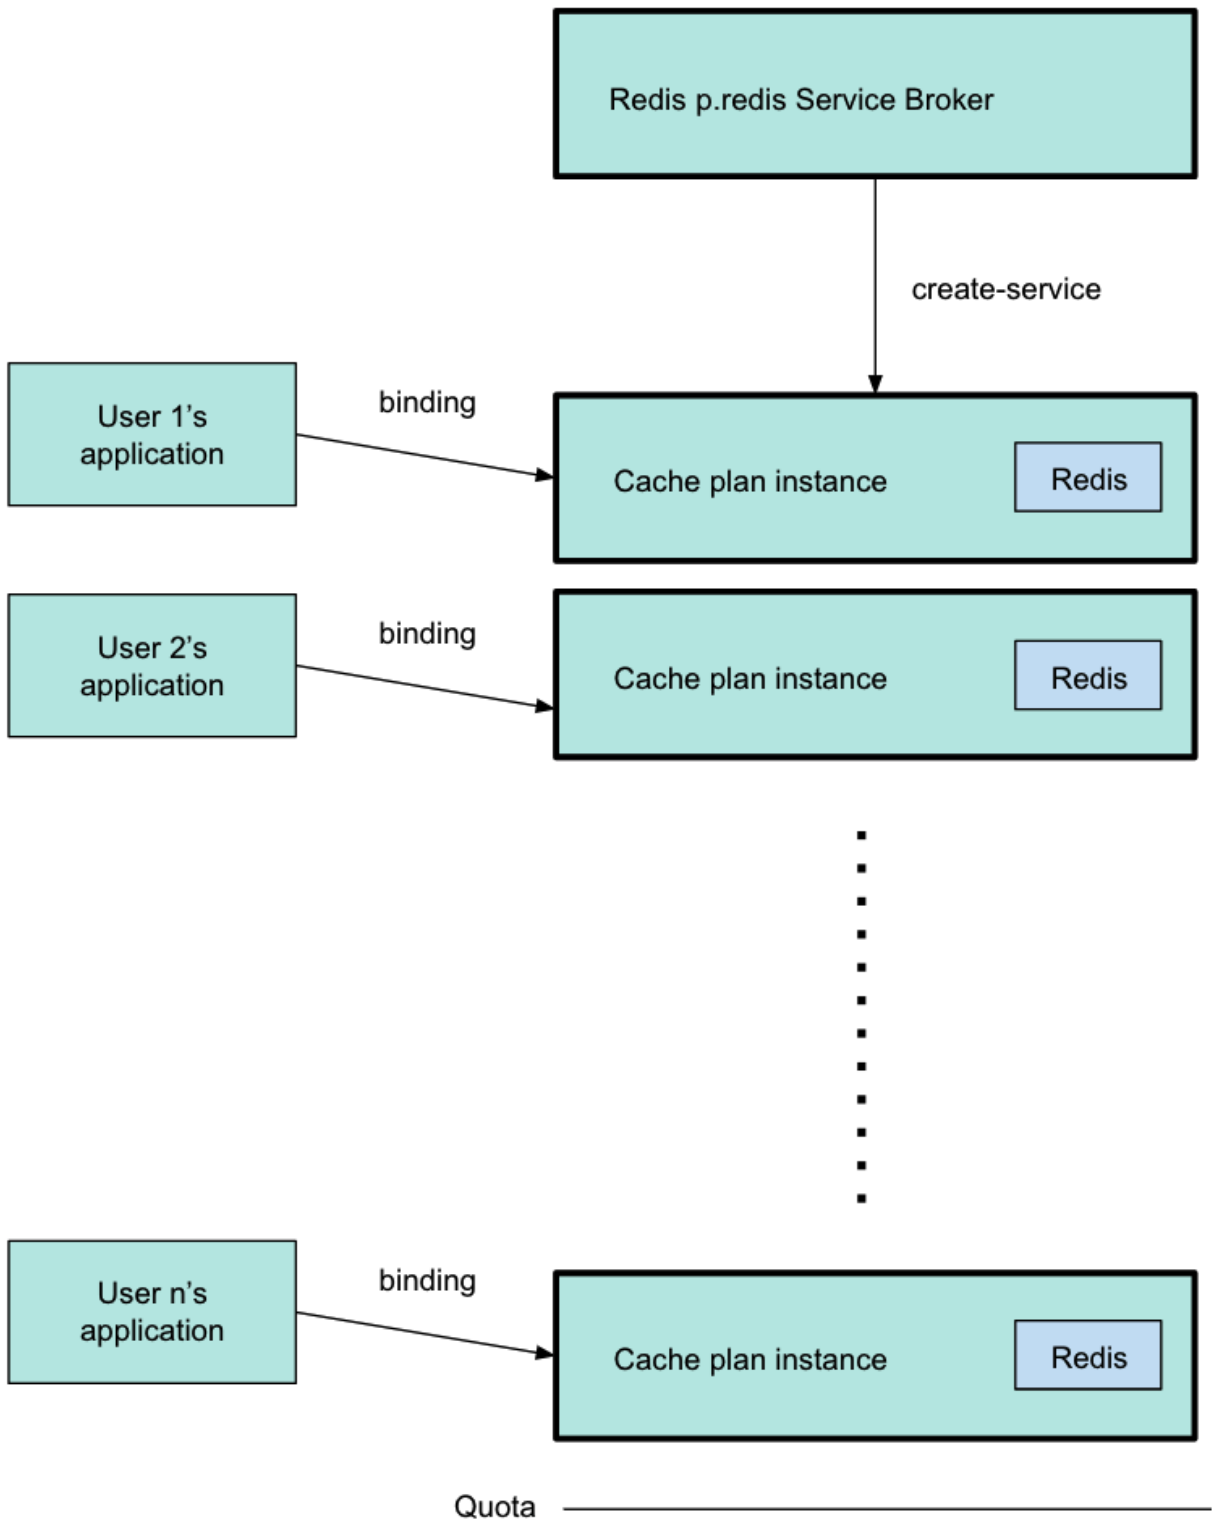 Redis p.redis Service Broker
create-service
User 1’s
application
binding
Cache plan instance
Redis
User 2’s
application
binding
Cache plan instance
Redis
User n’s
application
binding
Cache plan instance
Redis
Quota